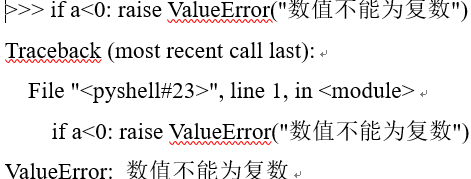 >>> if a<0: raise ValueError("数值不能为复数")
Traceback (most recent call last):
File "<pyshell#23>", line 1, in <module>
if a<0: raise ValueError("数值不能为复数")
ValueError: 数值不能为复数